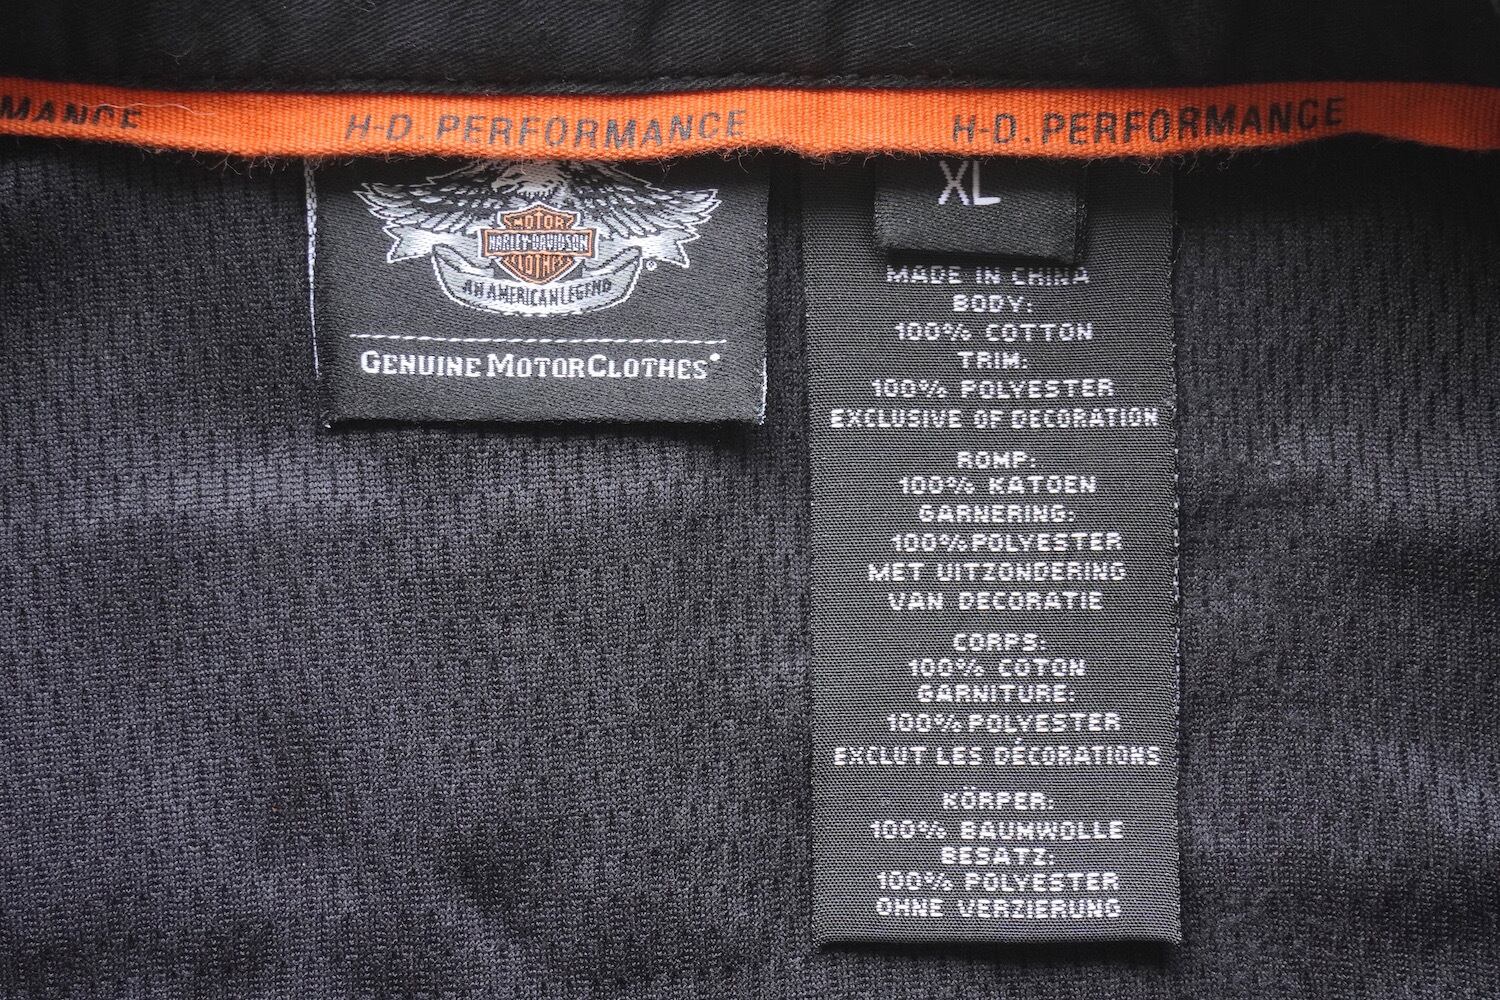 MANCE
H-D. PERFORMANCE
H-D. PERFORMANCE
MOTOR
HARLEY-DAVIDSON
CLOTHES
®
AN AMERICAN LEGEND
GENUINE MOTORCLOTHES®
XL
MADE IN CHINA
BODY:
100% COTTON
TRIM:
100% POLYESTER
EXCLUSIVE OF DECORATION
ROMP:
100% KATOEN
GARNERING:
100% POLYESTER
MET UITZONDERING
VAN DECORATIE
CORPS:
100% COTON
GARNITURE:
100% POLYESTER
EXCLUT LES DÉCORATIONS
KÖRPER:
100% BAUMWOLLE
BESATZ:
100% POLYESTER
OHNE VERZIERUNG